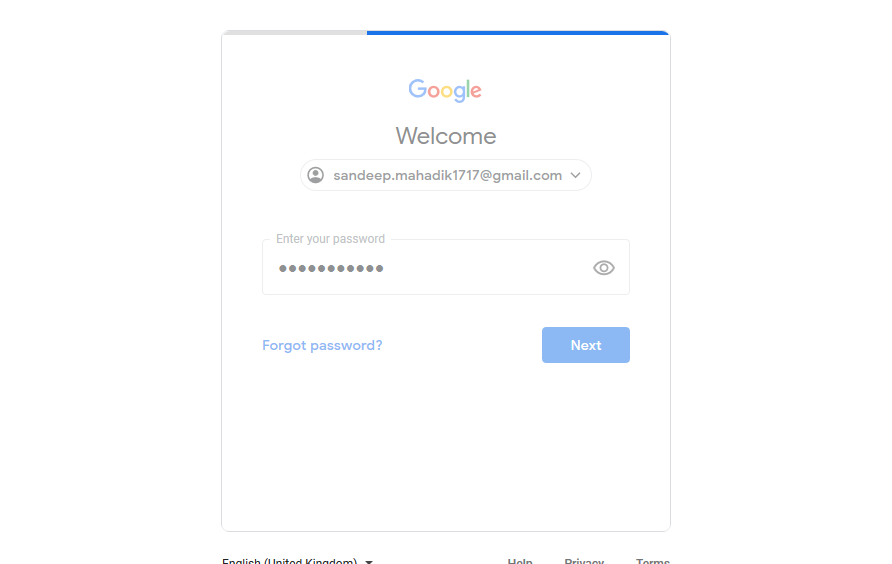 Google
Welcome
sandeep.mahadik1717@gmail.com
Enter your password
•••••••••••
Forgot password? Next
English (United Kingdom) Help Privacy Terms